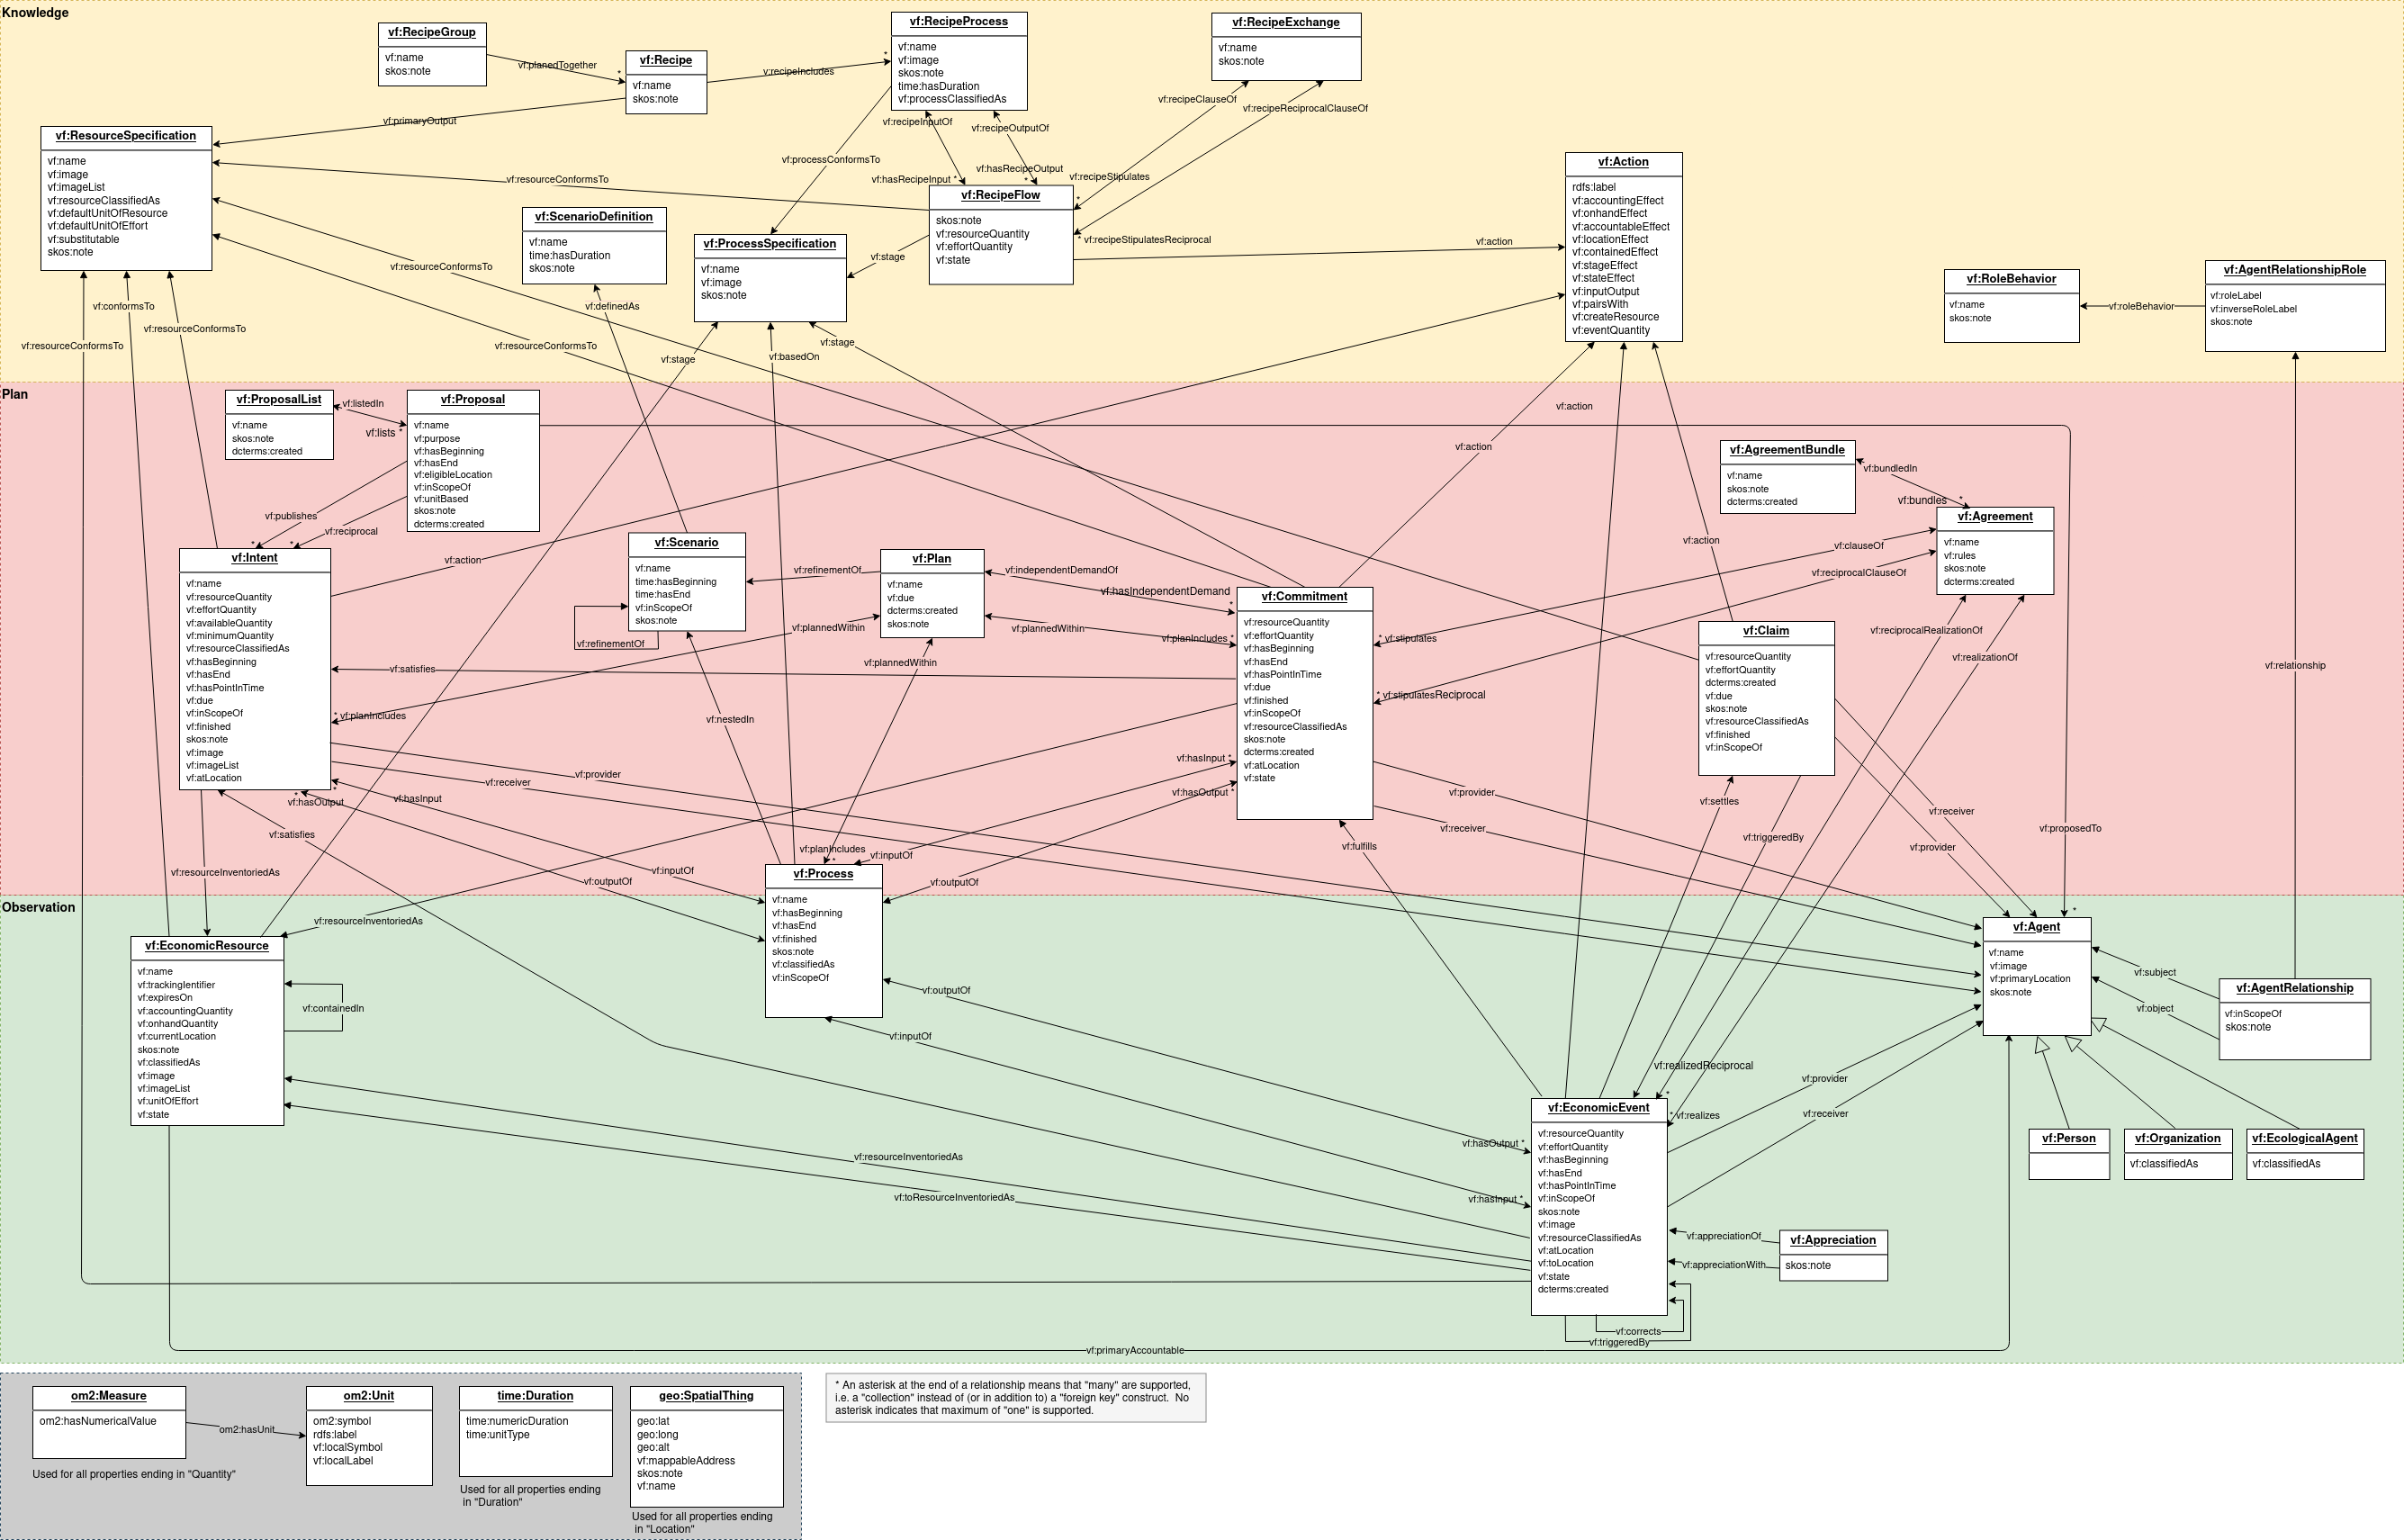 Knowledge
vf:RecipeGroup
vf:name
skos:note
vf:planedTogether
*
vf:Recipe
vf:name
skos:note
v:recipeIncludes
*
vf:RecipeProcess
vf:name
vf:image
skos:note
time:hasDuration
vf:processClassifiedAs
vf:RecipeExchange
vf:name
skos:note
vf:primaryOutput
vf:recipeInputOf
vf:recipeOutputOf
vf:recipeClauseOf
vf:recipeReciprocalClauseOf
vf:ResourceSpecification
vf:name
vf:image
vf:imageList
vf:resourceClassifiedAs
vf:defaultUnitOfResource
vf:defaultUnitOfEffort
vf:substitutable
skos:note
vf:processConformsTo
vf:hasRecipeInput *
vf:hasRecipeOutput
*
vf:recipeStipulates
*
vf:resourceConformsTo
vf:RecipeFlow
skos:note
vf:resourceQuantity
vf:effortQuantity
vf:state
* vf:recipeStipulatesReciprocal
vf:action
vf:Action
rdfs:label
vf:accountingEffect
vf:onhandEffect
vf:accountableEffect
vf:locationEffect
vf:containedEffect
vf:stageEffect
vf:stateEffect
vf:inputOutput
vf:pairsWith
vf:createResource
vf:eventQuantity
vf:ScenarioDefinition
vf:name
time:hasDuration
skos:note
vf:ProcessSpecification
vf:name
vf:image
skos:note
vf:stage
vf:RoleBehavior
vf:name
skos:note
vf:roleBehavior
vf:AgentRelationshipRole
vf:roleLabel
vf:inverseRoleLabel
skos:note
vf:resourceConformsTo
vf:conformsTo
vf:definedAs
vf:resourceConformsTo
vf:resourceConformsTo
vf:resourceConformsTo
vf:stage
vf:basedOn
vf:stage
Plan
vf:ProposalList
vf:name
skos:note
dcterms:created
vf:listedIn
vf:lists *
vf:Proposal
vf:name
vf:purpose
vf:hasBeginning
vf:hasEnd
vf:eligibleLocation
vf:inScopeOf
vf:unitBased
skos:note
dcterms:created
vf:action
vf:action
vf:AgreementBundle
vf:name
skos:note
dcterms:created
vf:bundledIn
vf:bundles
*
vf:Agreement
vf:name
vf:rules
skos:note
dcterms:created
vf:publishes
vf:reciprocal
*
*
vf:Intent
vf:name
vf:resourceQuantity
vf:effortQuantity
vf:availableQuantity
vf:minimumQuantity
vf:resourceClassifiedAs
vf:hasBeginning
vf:hasEnd
vf:hasPointInTime
vf:due
vf:inScopeOf
vf:finished
skos:note
vf:image
vf:imageList
vf:atLocation
vf:action
vf:Scenario
vf:name
time:hasBeginning
time:hasEnd
vf:inScopeOf
skos:note
vf:refinementOf
vf:refinementOf
vf:Plan
vf:name
vf:due
dcterms:created
skos:note
vf:independentDemandOf
vf:hasIndependentDemand
*
vf:plannedWithin
vf:plannedWithin
vf:planIncludes *
vf:plannedWithin
vf:Commitment
vf:resourceQuantity
vf:effortQuantity
vf:hasBeginning
vf:hasEnd
vf:hasPointInTime
vf:due
vf:finished
vf:inScopeOf
vf:resourceClassifiedAs
skos:note
dcterms:created
vf:atLocation
vf:state
vf:action
vf:clauseOf
vf:reciprocalClauseOf
* vf:stipulates
* vf:stipulatesReciprocal
vf:Claim
vf:resourceQuantity
vf:effortQuantity
dcterms:created
vf:due
skos:note
vf:resourceClassifiedAs
vf:finished
vf:inScopeOf
vf:reciprocalRealizationOf
vf:realizationOf
vf:relationship
vf:satisfies
* vf:planIncludes
vf:nestedIn
vf:provider
vf:receiver
vf:hasInput *
vf:hasOutput *
vf:provider
vf:receiver
vf:settles
vf:triggeredBy
vf:receiver
vf:provider
vf:proposedTo
*
*
vf:hasOutput
vf:hasInput
vf:satisfies
vf:resourceInventoriedAs
vf:planIncludes
*
vf:inputOf
vf:outputOf
vf:inputOf
vf:outputOf
vf:fulfills
vf:Process
vf:name
vf:hasBeginning
vf:hasEnd
vf:finished
skos:note
vf:classifiedAs
vf:inScopeOf
Observation
vf:resourceInventoriedAs
vf:EconomicResource
vf:name
vf:trackingIdentifier
vf:expiresOn
vf:accountingQuantity
vf:onhandQuantity
vf:currentLocation
skos:note
vf:classifiedAs
vf:image
vf:imageList
vf:unitOfEffort
vf:state
vf:containedIn
vf:outputOf
vf:inputOf
*
vf:Agent
vf:name
vf:image
vf:primaryLocation
skos:note
vf:subject
vf:object
vf:AgentRelationship
vf:inScopeOf
skos:note
vf:realizedReciprocal
*
* vf:realizes
vf:provider
vf:receiver
vf:EconomicEvent
vf:resourceQuantity
vf:effortQuantity
vf:hasBeginning
vf:hasEnd
vf:hasPointInTime
vf:inScopeOf
skos:note
vf:image
vf:resourceClassifiedAs
vf:atLocation
vf:toLocation
vf:state
dcterms:created
vf:hasOutput *
vf:hasInput *
vf:resourceInventoriedAs
vf:toResourceInventoriedAs
vf:Person
vf:Organization
vf:classifiedAs
vf:EcologicalAgent
vf:classifiedAs
vf:appreciationOf
vf:appreciationWith
vf:Appreciation
skos:note
vf:corrects
vf:triggeredBy
vf:primaryAccountable
om2:Measure
om2:hasNumericalValue
om2:hasUnit
Used for all properties ending in "Quantity"
om2:Unit
om2:symbol
rdfs:label
vf:localSymbol
vf:localLabel
time:Duration
time:numericDuration
time:unitType
Used for all properties ending
in "Duration"
geo:SpatialThing
geo:lat
geo:long
geo:alt
vf:mappableAddress
skos:note
vf:name
Used for all properties ending
in "Location"
* An asterisk at the end of a relationship means that "many" are supported,
i.e. a "collection" instead of (or in addition to) a "foreign key" construct. No
asterisk indicates that maximum of "one" is supported.